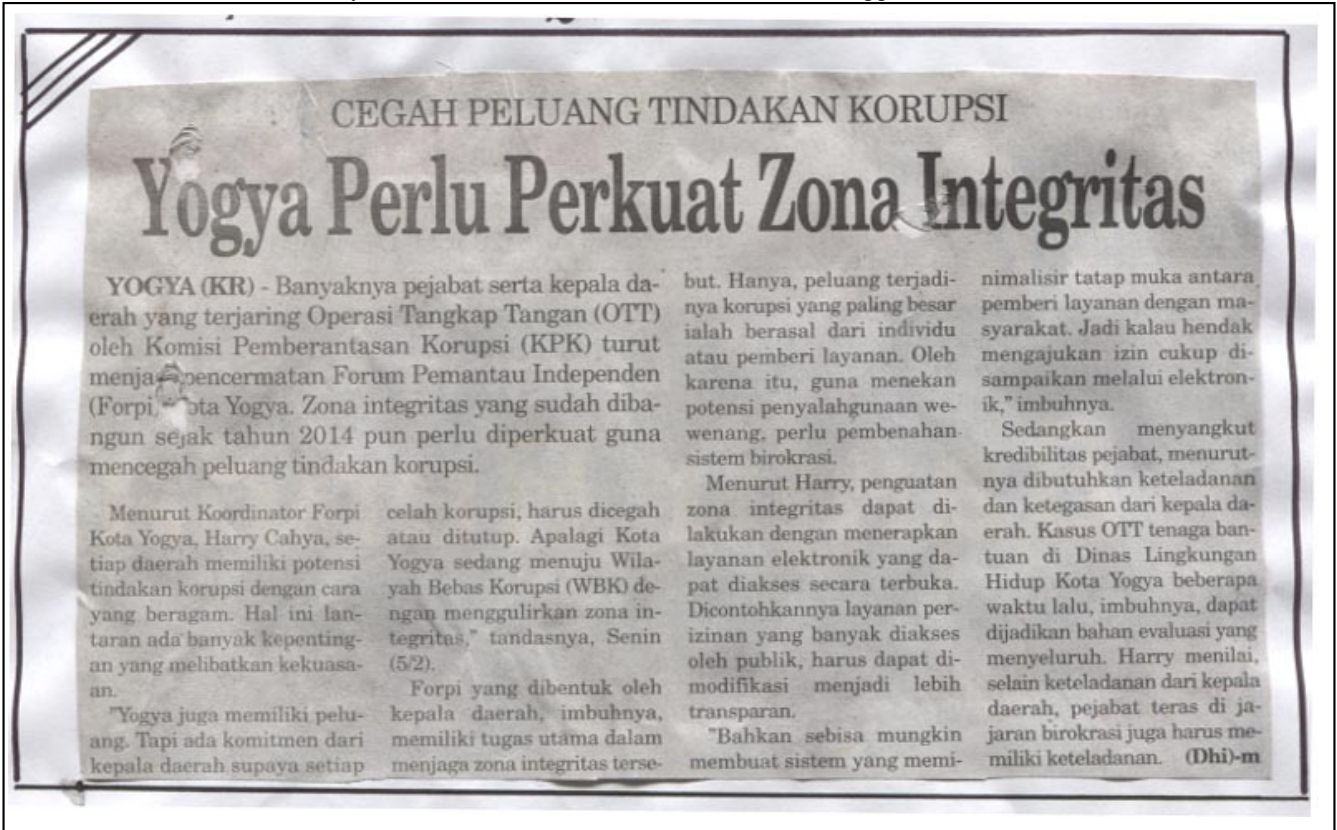 CEGAH PELUANG TINDAKAN KORUPSI
Yogya Perlu Perkuat Zona Integritas
YOGYA (KR) - Banyaknya pejabat serta kepala da-
erah yang terjaring Operasi Tangkap Tangan (OTT)
oleh Komisi Pemberantasan Korupsi (KPK) turut
pencermatan Forum Pemantau Independen
(Forpi) Yogya. Zona integritas yang sudah diba-
ngun sejak tahun 2014 pun perlu diperkuat guna
mencegah peluang tindakan korupsi.
Menurut Koordinator Forpi
Kota Yogya, Harry Cahya, se-
tiap daerah memiliki potensi
tindakan korupsi dengan cara
yang beragam. Hal ini lan-
taran ada banyak kepenting-
an yang melibatkan kekuasa-
an.
"Yogya juga memiliki pelu-
ang. Tapi ada komitmen dari
kepala daerah supaya setiap
celah korupsi, harus dicegah
atau ditutup. Apalagi Kota
Yogya sedang menuju Wila-
yah Bebas Korupsi (WBK) de-
ngan menggulirkan zona in-
tegritas," tandasnya, Senin
(5/2).
Forpi yang dibentuk oleh
kepala daerah, imbuhnya,
memiliki tugas utama dalam
menjaga zona integritas terse-
but. Hanya, peluang terjadi-
nya korupsi yang paling besar
ialah berasal dari individu
atau pemberi layanan. Oleh
karena itu, guna menekan
potensi penyalahgunaan we-
wenang, perlu pembenahan
sistem birokrasi.
Menurut Harry, penguatan
zona integritas dapat di-
lakukan dengan menerapkan
layanan elektronik yang da-
pat diakses secara terbuka.
Dicontohkannya layanan per-
izinan yang banyak diakses
oleh publik, harus dapat di-
modifikasi menjadi lebih
transparan.
"Bahkan sebisa mungkin
membuat sistem yang memi-
nimalisir tatap muka antara
pemberi layanan dengan ma-
syarakat. Jadi kalau hendak
mengajukan izin cukup di-
sampaikan melalui elektron-
ik," imbuhnya.
Sedangkan menyangkut
kredibilitas pejabat, menurut-
nya dibutuhkan keteladanan
dan ketegasan dari kepala da-
erah. Kasus OTT tenaga ban-
tuan di Dinas Lingkungan
Hidup Kota Yogya beberapa
waktu lalu, imbuhnya, dapat
dijadikan bahan evaluasi yang
menyeluruh. Harry menilai,
selain keteladanan dari kepala
daerah, pejabat teras di ja-
jaran birokrasi juga harus me-
miliki keteladanan. (Dhi)-m